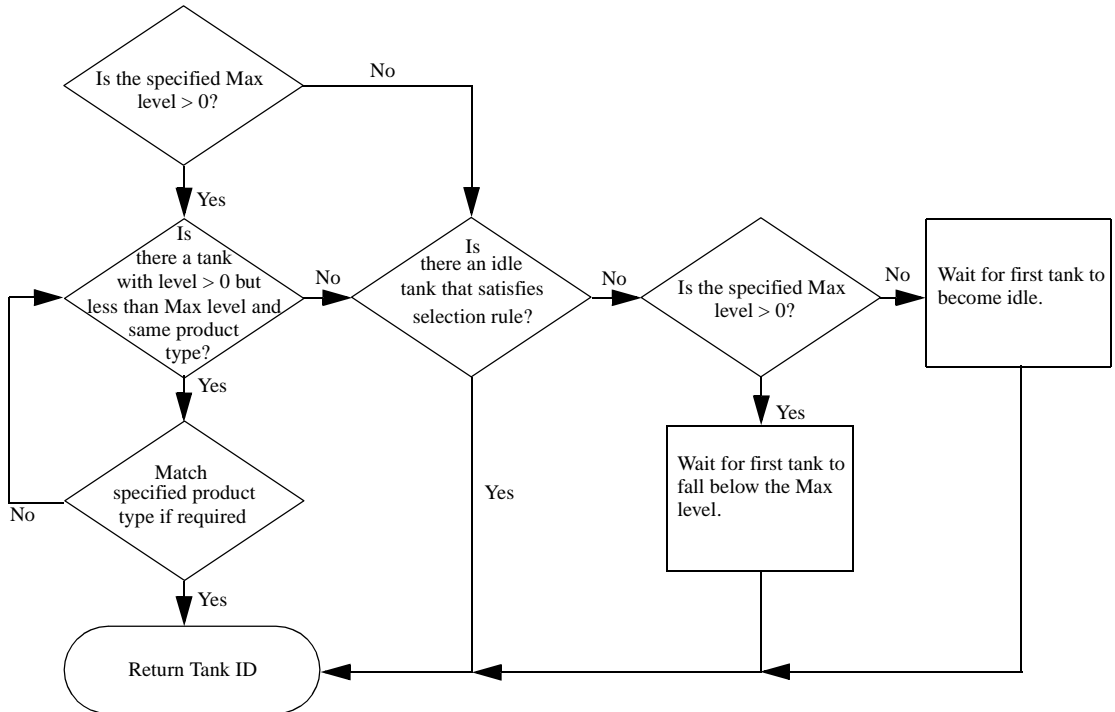 Is the specified Max
level > 0?
No
Yes
Is
there a tank
with level > 0 but
less than Max level and
same product
type?
No
Is
there an idle
tank that satisfies
selection rule?
No
Is the specified Max
level > 0?
No
Wait for first tank to
become idle.
Yes
Yes
Match
specified product
type if required
No
Yes
Wait for first tank to
fall below the Max
level.
Yes
Return Tank ID